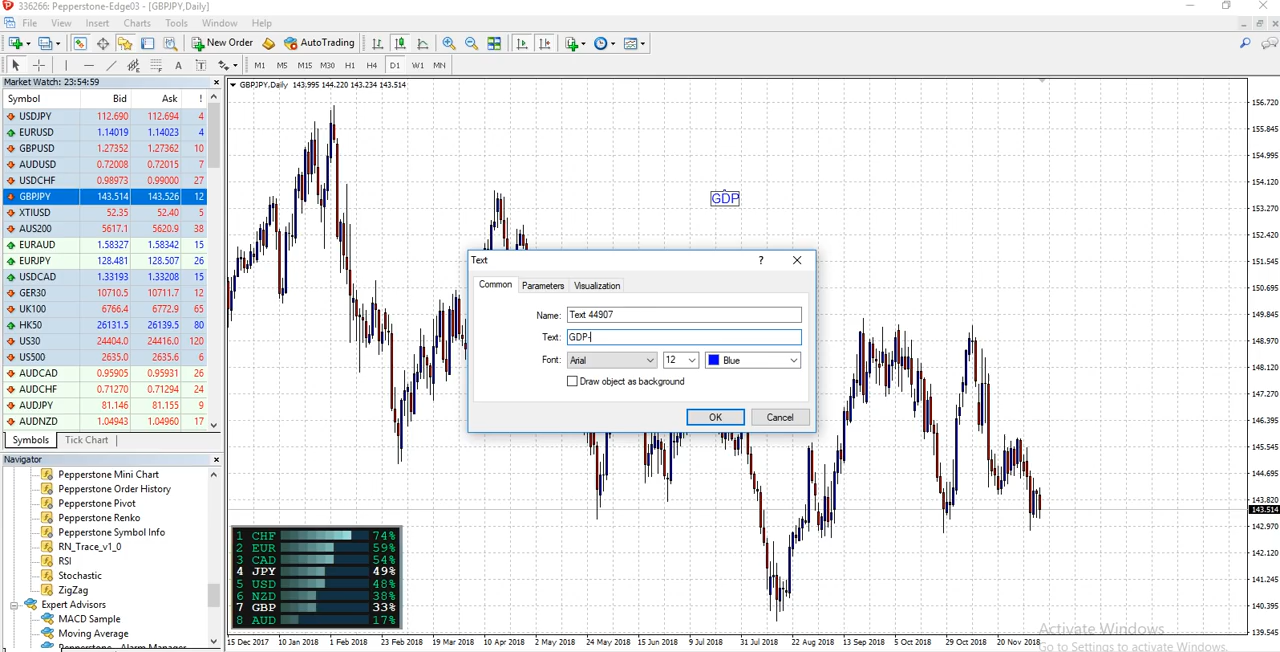 336266: Pepperstone-Edge03 - [GBPJPY,Daily]
File View Insert Charts Tools Window Help
New Order AutoTrading
A T M1 M5 M15 M30 H1 H4 D1 W1 MN
Market Watch: 23:54:59
Symbol Bid Ask !
USDJPY 112.690 112.694 4
EURUSD 1.14019 1.14023 4
GBPUSD 1.27352 1.27362 10
AUDUSD 0.72008 0.72015 7
USDCHF 0.98973 0.99000 27
GBPJPY 143.514 143.526 12
XTIUSD 52.35 52.40 5
AUS200 5617.1 5620.9 38
EURAUD 1.58327 1.58342 15
EURJPY 128.481 128.507 26
USDCAD 1.33193 1.33208 15
GER30 10710.5 10711.7 12
UK100 6766.4 6772.9 65
HK50 26131.5 26139.5 80
US30 24404.0 24416.0 120
US500 2635.0 2635.6 6
AUDCAD 0.95905 0.95931 26
AUDCHF 0.71270 0.71294 24
AUDJPY 81.146 81.155 9
AUDNZD 1.04943 1.04960 17
Symbols Tick Chart
Navigator
Pepperstone Mini Chart
Pepperstone Order History
Pepperstone Pivot
Pepperstone Renko
Pepperstone Symbol Info
RN_Trace_v1_0
RSI
Stochastic
ZigZag
Expert Advisors
MACD Sample
Moving Average
Pepperstone - Alarm Manager
GBPJPY,Daily 143.995 144.220 143.234 143.514
GDP
Text ?
Common Parameters Visualization
Name: Text 44907
Text: GDP-
Font: Arial 12 Blue
Draw object as background
OK Cancel
1 CHF 74%
2 EUR 59%
3 CAD 54%
4 JPY 49%
5 USD 48%
6 NZD 38%
7 GBP 33%
8 AUD 17%
156.720
155.845
154.995
154.120
153.270
152.420
151.545
150.695
149.845
148.970
148.120
147.270
146.395
145.545
144.695
143.820
143.514
142.970
142.120
141.245
140.395
139.545
15 Dec 2017 10 Jan 2018 1 Feb 2018 23 Feb 2018 19 Mar 2018 10 Apr 2018 2 May 2018 24 May 2018 15 Jun 2018 9 Jul 2018 31 Jul 2018 22 Aug 2018 13 Sep 2018 5 Oct 2018 29 Oct 2018 20 Nov 2018
Activate Windows
Go to Settings to activate Windows.